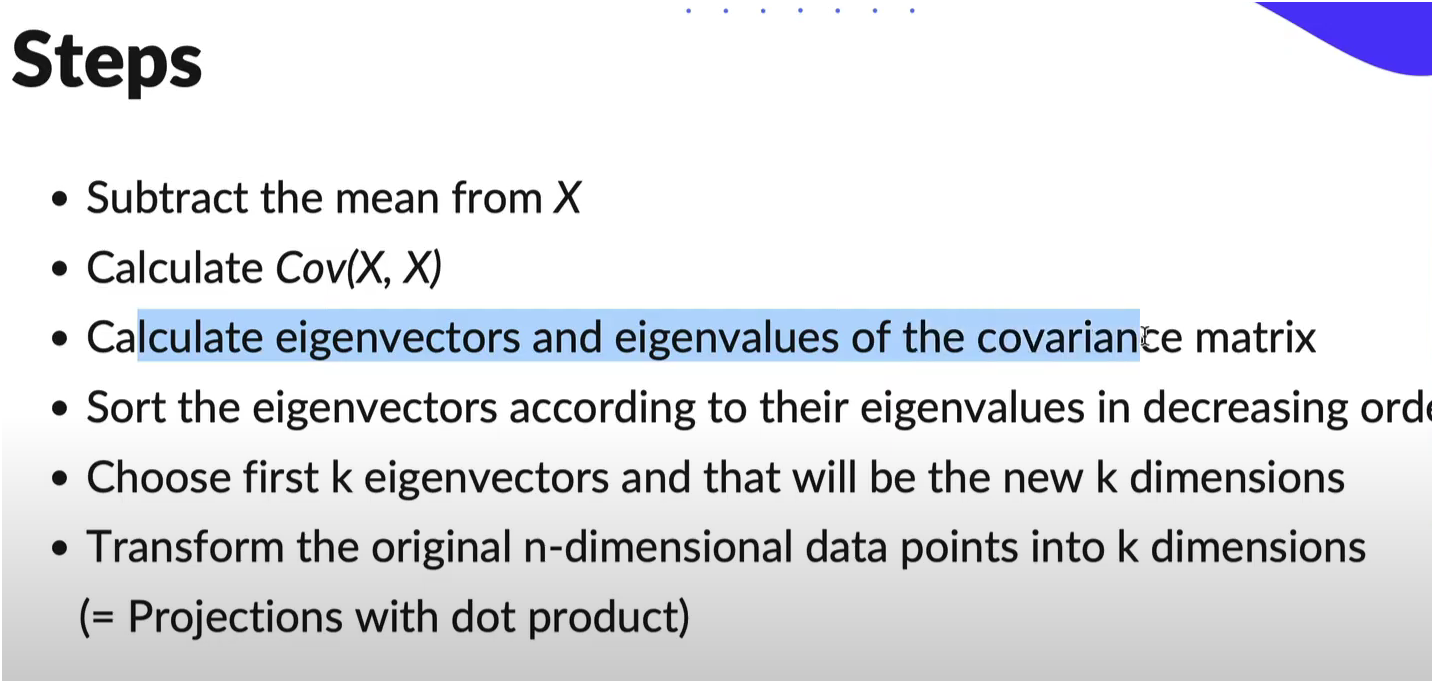 Steps
• Subtract the mean from X
• Calculate Cov(X, X)
• Calculate eigenvectors and eigenvalues of the covariance matrix
• Sort the eigenvectors according to their eigenvalues in decreasing orde
• Choose first k eigenvectors and that will be the new k dimensions
• Transform the original n-dimensional data points into k dimensions
(= Projections with dot product)